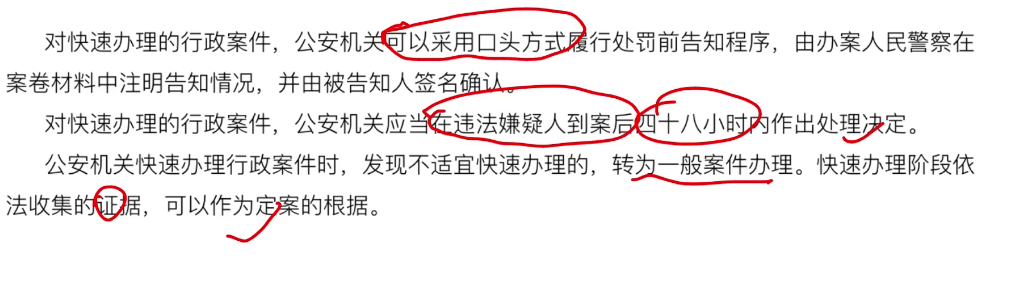 对快速办理的行政案件，公安机关可以采用口头方式履行处罚前告知程序，由办案人民警察在
案卷材料中注明告知情况，并由被告知人签名确认。
对快速办理的行政案件，公安机关应当在违法嫌疑人到案后四十八小时内作出处理决定。
公安机关快速办理行政案件时，发现不适宜快速办理的，转为一般案件办理。快速办理阶段依
法收集的证据，可以作为定案的根据。